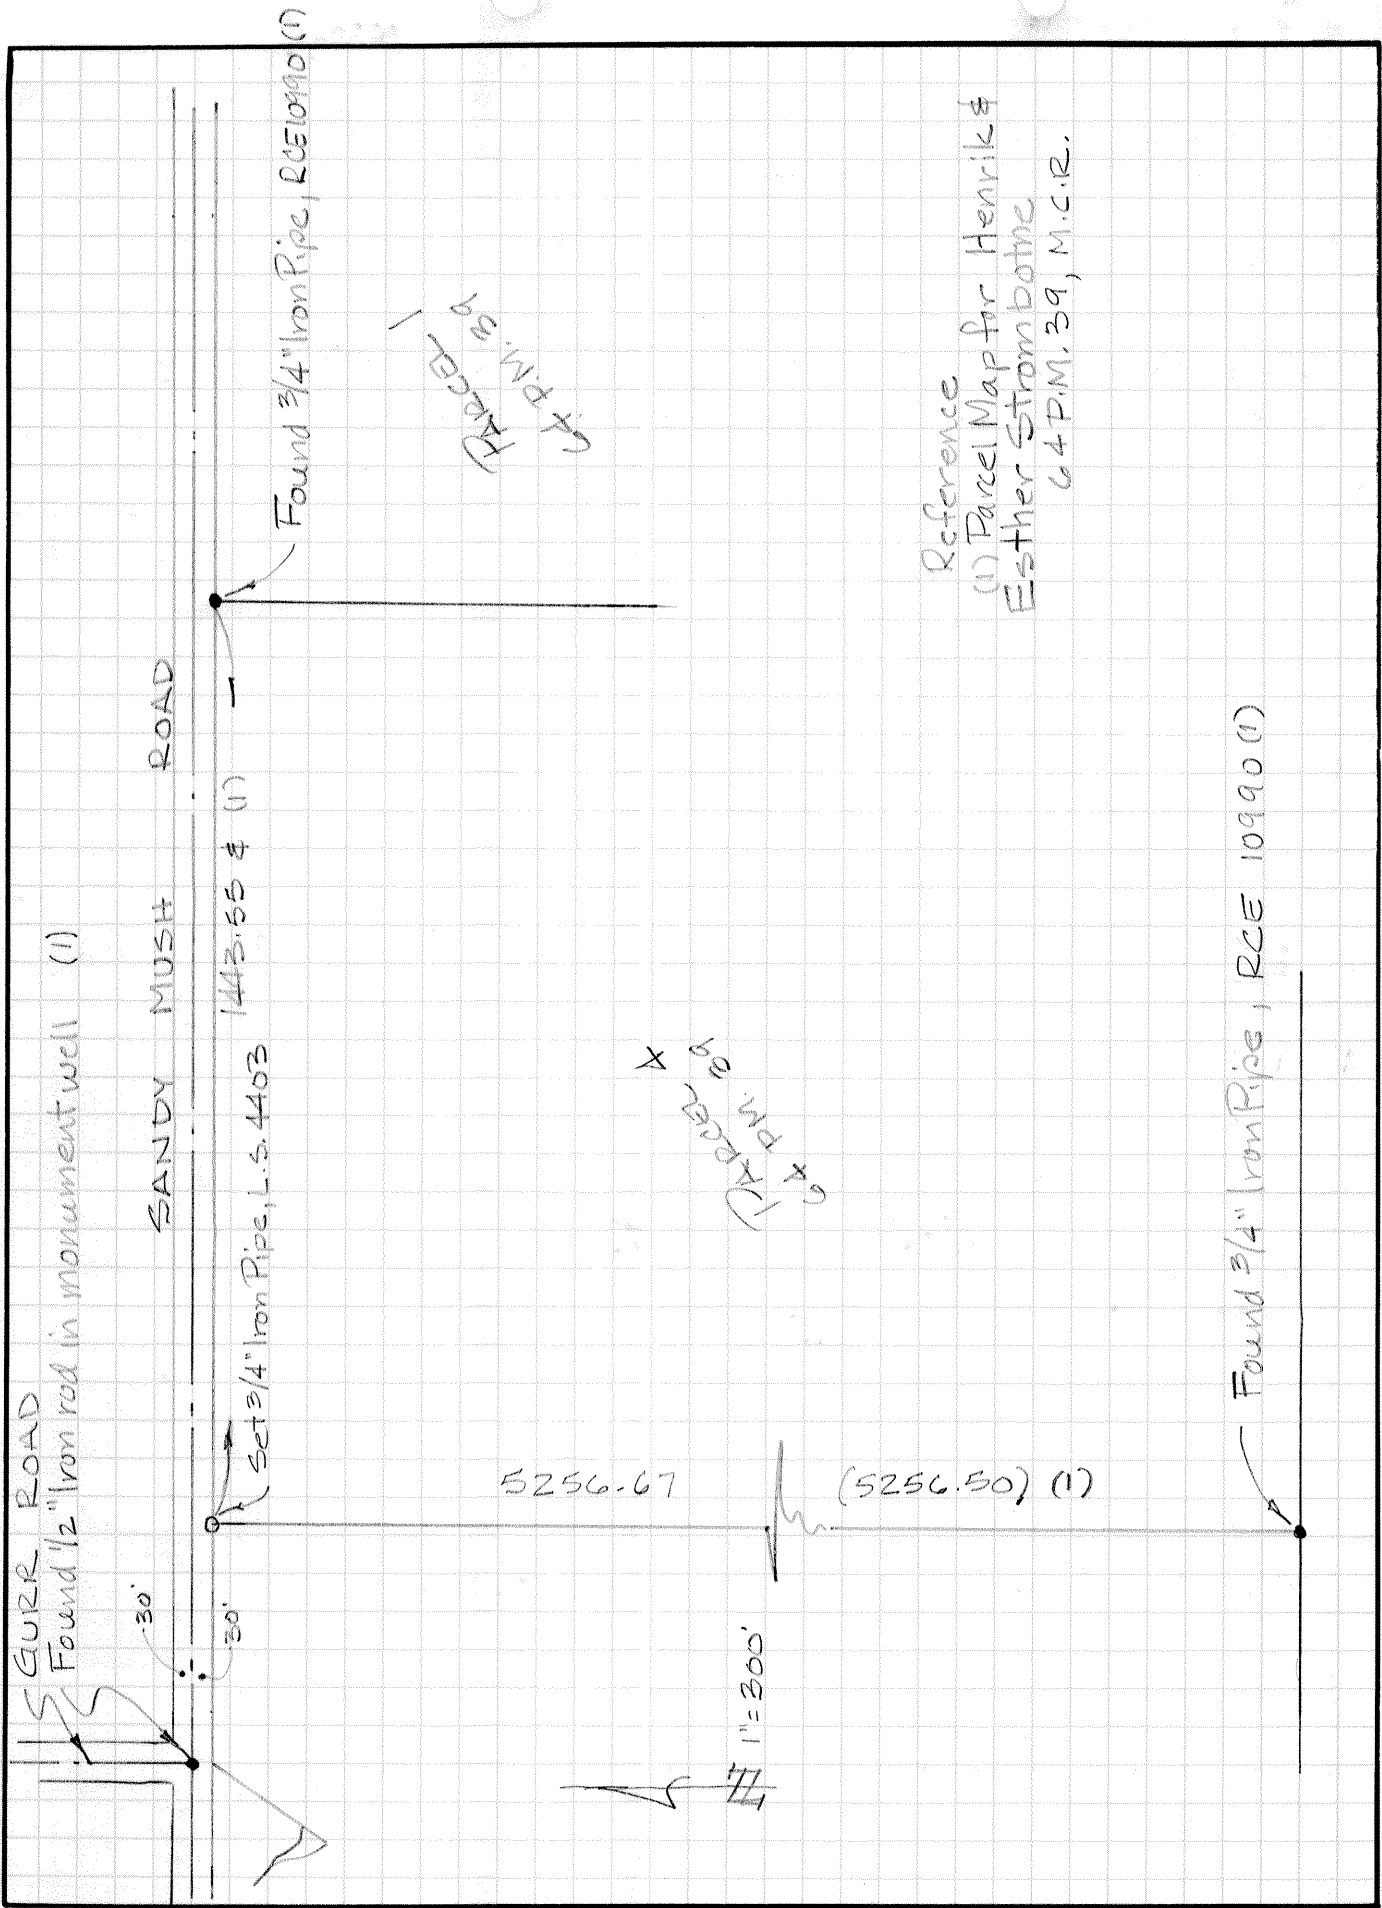 GURR ROAD
Found 1/2" Iron rod in monument well (1)
30'
30'
SANDY MUSH ROAD
Set 3/4" Iron Pipe, L.S. 4403
1443.55 & (1)
Found 3/4" Iron Pipe, RCE 10990 (1)
PARCEL 1
64 P.M. 39
PARCEL 4
64 P.M. 39
5256.67
(5256.50) (1)
N
1"=300'
Reference
(1) Parcel Map for Henrik &
Esther Strombotne
64 P.M. 39, M.C.R.
Found 3/4" Iron Pipe, RCE 10990 (1)